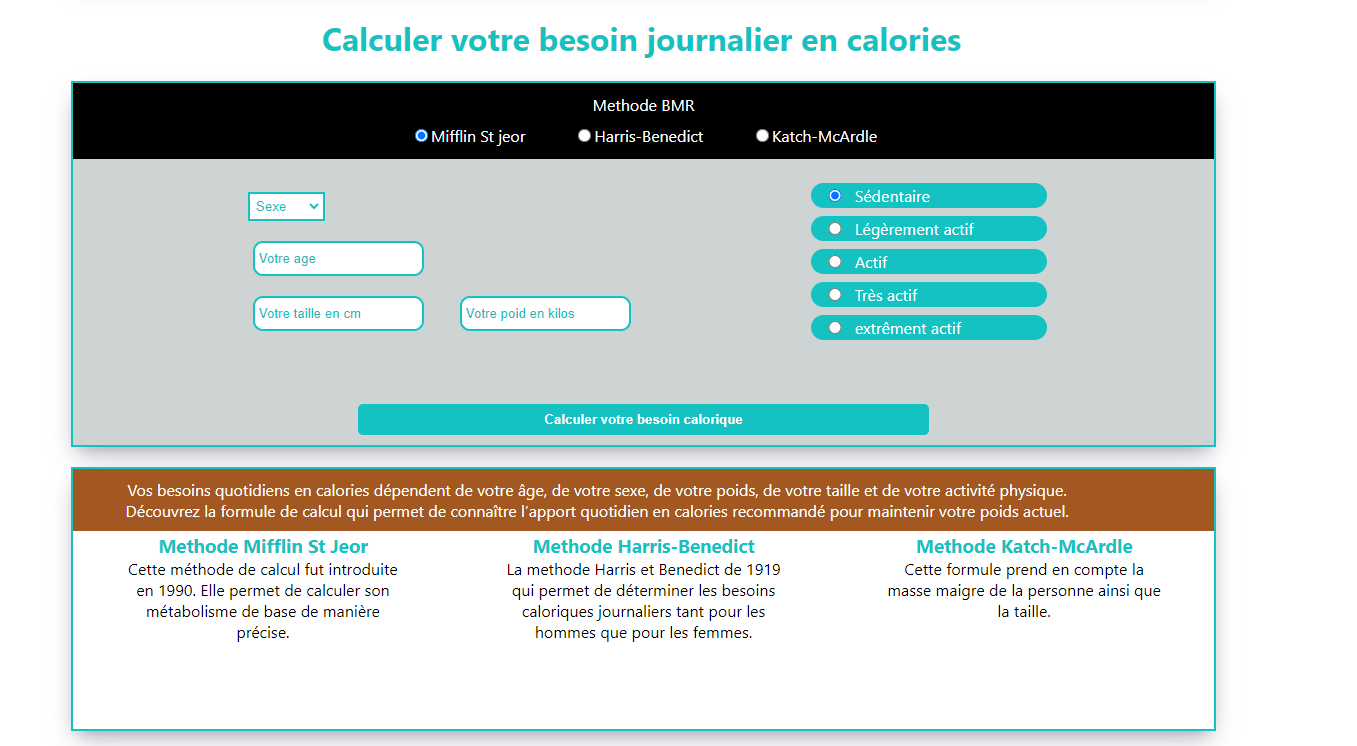 Calculer votre besoin journalier en calories
Methode BMR
Mifflin St jeor
Harris-Benedict
Katch-McArdle
Sexe
Votre age
Votre taille en cm
Votre poid en kilos
Sédentaire
Légèrement actif
Actif
Très actif
extrêment actif
Calculer votre besoin calorique
Vos besoins quotidiens en calories dépendent de votre âge, de votre sexe, de votre poids, de votre taille et de votre activité physique.
Découvrez la formule de calcul qui permet de connaître l’apport quotidien en calories recommandé pour maintenir votre poids actuel.
Methode Mifflin St Jeor
Cette méthode de calcul fut introduite
en 1990. Elle permet de calculer son
métabolisme de base de manière
précise.
Methode Harris-Benedict
La methode Harris et Benedict de 1919
qui permet de déterminer les besoins
caloriques journaliers tant pour les
hommes que pour les femmes.
Methode Katch-McArdle
Cette formule prend en compte la
masse maigre de la personne ainsi que
la taille.